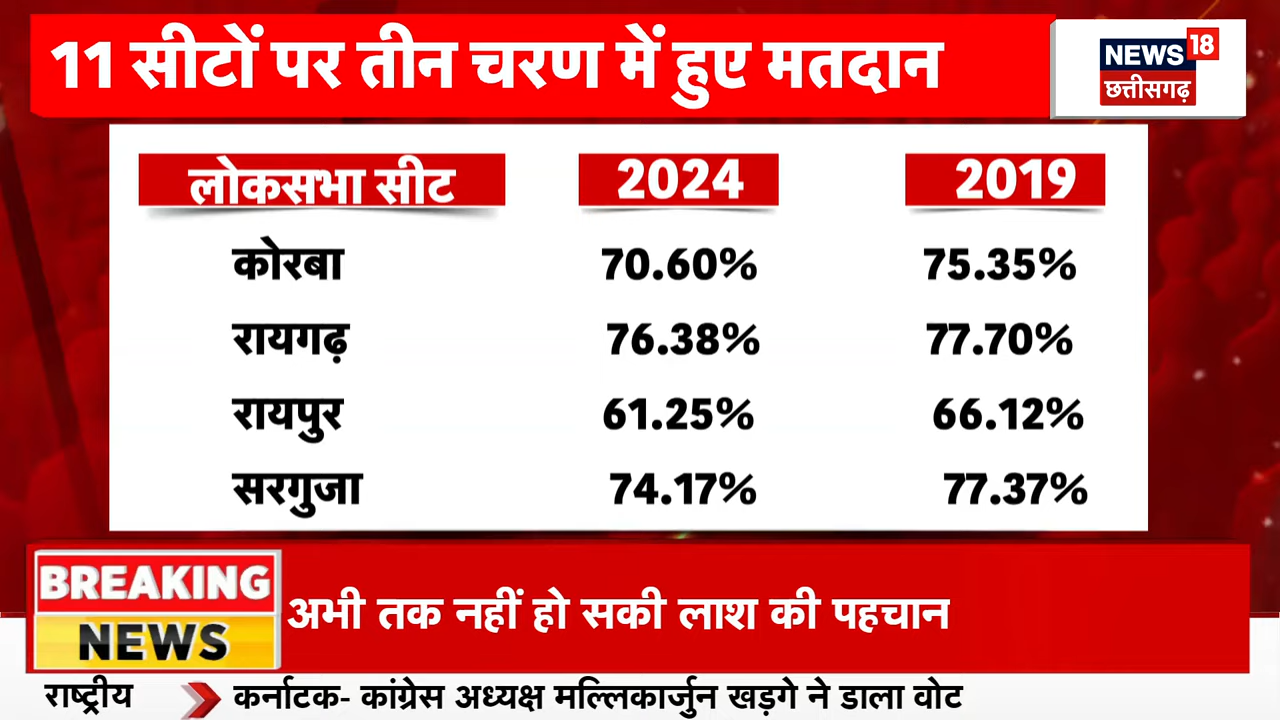 11 सीटों पर तीन चरण में हुए मतदान
NEWS 18
छत्तीसगढ़
लोकसभा सीट 2024 2019
कोरबा 70.60% 75.35%
रायगढ़ 76.38% 77.70%
रायपुर 61.25% 66.12%
सरगुजा 74.17% 77.37%
BREAKING
NEWS
अभी तक नहीं हो सकी लाश की पहचान
राष्ट्रीय कर्नाटक- कांग्रेस अध्यक्ष मल्लिकार्जुन खड़गे ने डाला वोट